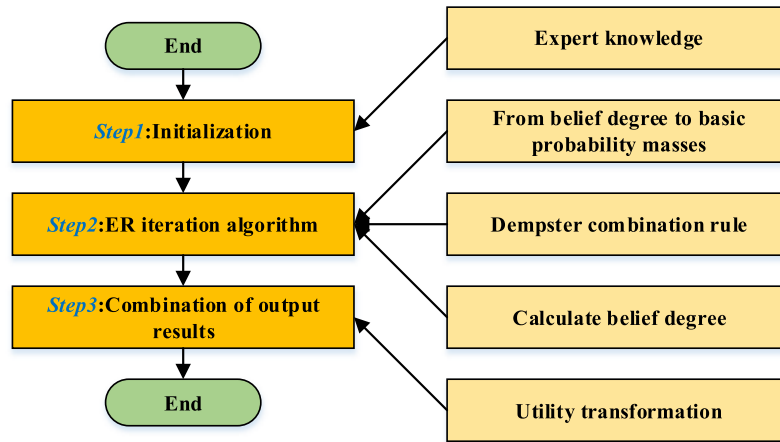 End
Expert knowledge
Step1:Initialization
From belief degree to basic
probability masses
Step2:ER iteration algorithm
Dempster combination rule
Step3:Combination of output
results
Calculate belief degree
End
Utility transformation